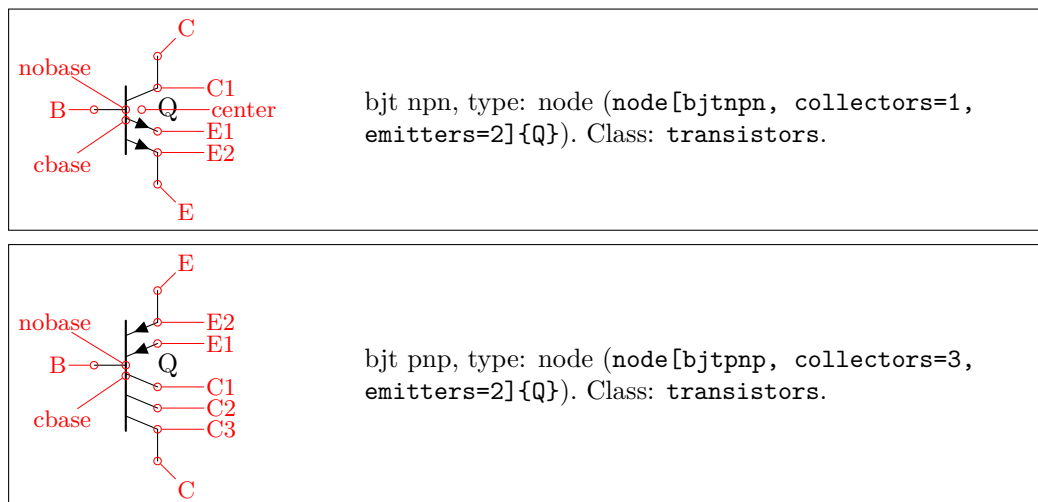 C
nobase
C1
Q
B
center
E1
E2
cbase
E
bjt npn, type: node (node[bjtnpn, collectors=1,
emitters=2]{Q}). Class: transistors.
E
nobase
E2
E1
B
Q
C1
C2
cbase
C3
C
bjt pnp, type: node (node[bjtpnp, collectors=3,
emitters=2]{Q}). Class: transistors.